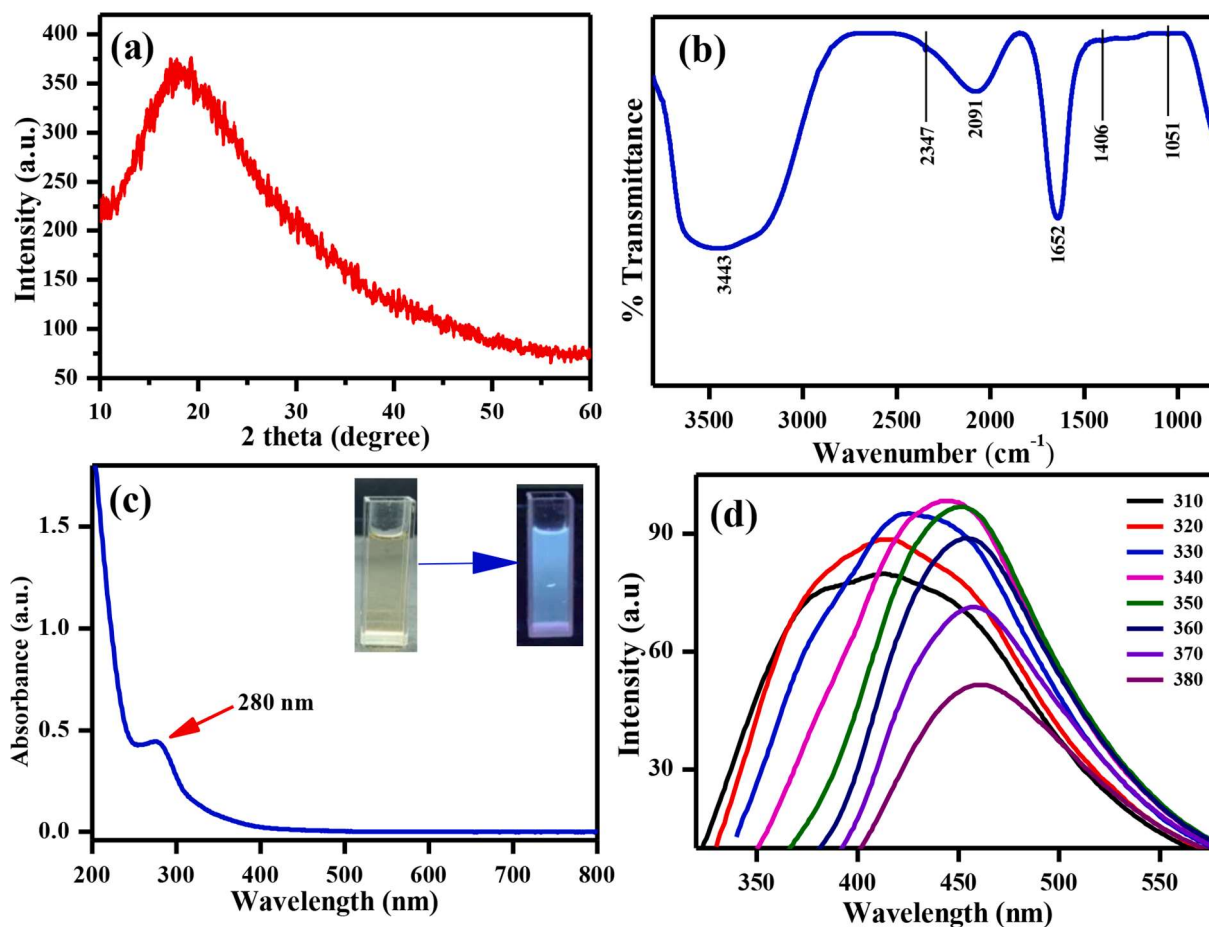 (a)
400
350
300
250
200
150
100
50
10 20 30 40 50 60
Intensity (a.u.)
2 theta (degree)
(b)
3443
2347
2091
1652
1406
1051
% Transmittance
3500 3000 2500 2000 1500 1000
Wavenumber (cm⁻¹)
(c)
1.5
1.0
0.5
0.0
280 nm
200 300 400 500 600 700 800
Absorbance (a.u.)
Wavelength (nm)
(d)
90
60
30
310
320
330
340
350
360
370
380
350 400 450 500 550
Intensity (a.u)
Wavelength (nm)